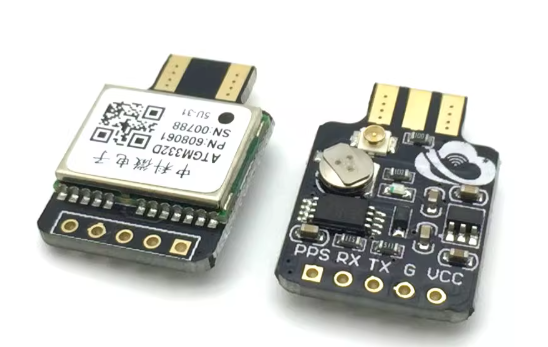 中科微电子
ATGM332D
PN:608061
SN:00788
5U-31
PPS RX TX G VCC